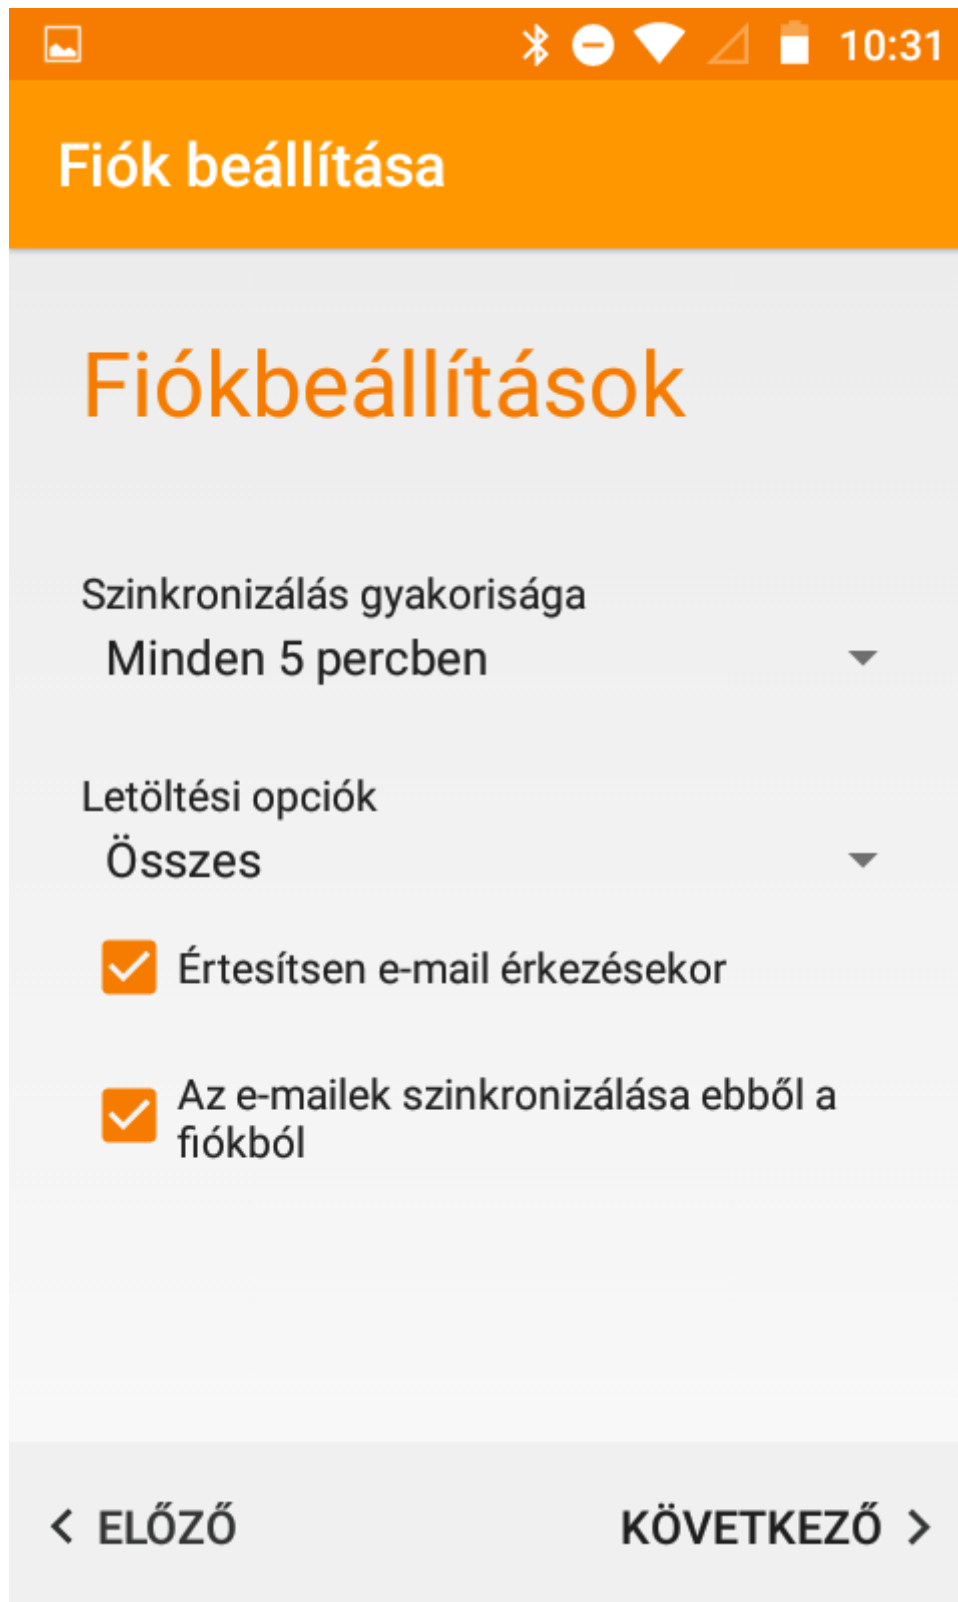 10:31
Fiók beállítása
Fiókbeállítások
Szinkronizálás gyakorisága
Minden 5 percben
Letöltési opciók
Összes
Értesítsen e-mail érkezésekor
Az e-mailek szinkronizálása ebből a
fiókból
ELŐZŐ KÖVETKEZŐ